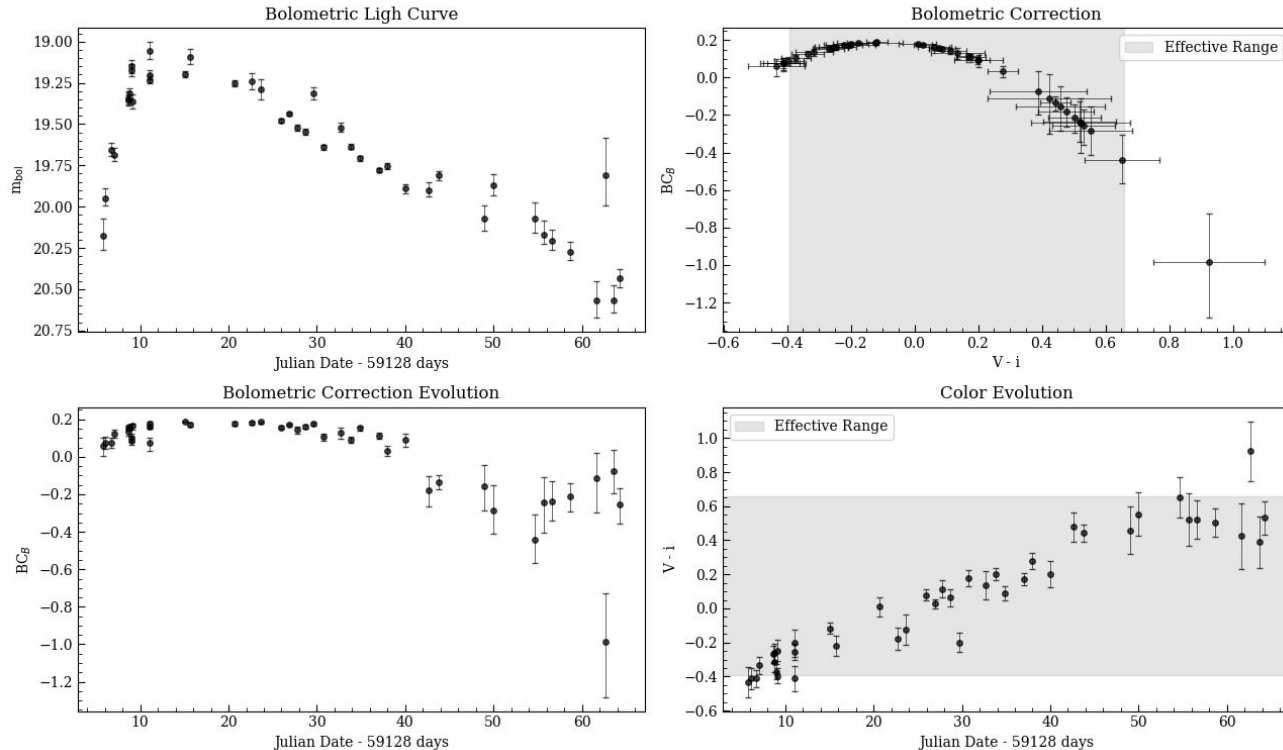 Bolometric Ligh Curve
19.00
19.25
19.50
19.75
20.00
20.25
20.50
20.75
m_bol
10 20 30 40 50 60
Julian Date - 59128 days
Bolometric Correction
0.2
0.0
−0.2
−0.4
−0.6
−0.8
−1.0
−1.2
BC_B
Effective Range
−0.6 −0.4 −0.2 0.0 0.2 0.4 0.6 0.8 1.0
V - i
Bolometric Correction Evolution
0.2
0.0
−0.2
−0.4
−0.6
−0.8
−1.0
−1.2
BC_B
10 20 30 40 50 60
Julian Date - 59128 days
Color Evolution
Effective Range
1.0
0.8
0.6
0.4
0.2
0.0
−0.2
−0.4
−0.6
V - i
10 20 30 40 50 60
Julian Date - 59128 days